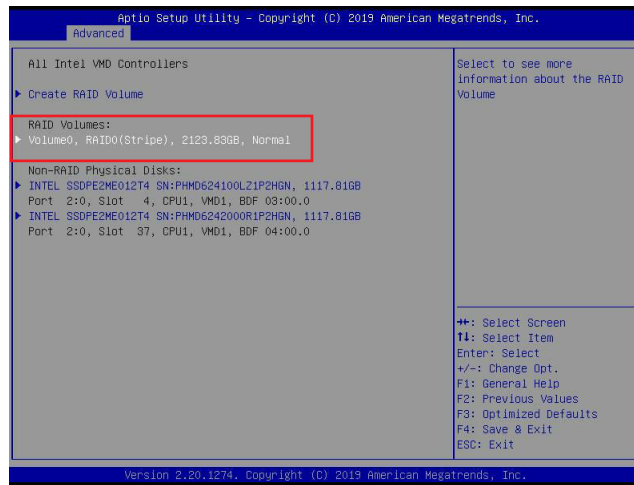 Aptio Setup Utility – Copyright (C) 2019 American Megatrends, Inc.
Advanced
All Intel VMD Controllers
Create RAID Volume
RAID Volumes:
Volume0, RAID0(Stripe), 2123.83GB, Normal
Non-RAID Physical Disks:
INTEL SSDPE2ME012T4 SN:PHMD624100LZ1P2HGN, 1117.81GB
Port 2:0, Slot 4, CPU1, VMD1, BDF 03:00.0
INTEL SSDPE2ME012T4 SN:PHMD6242000R1P2HGN, 1117.81GB
Port 2:0, Slot 37, CPU1, VMD1, BDF 04:00.0
Select to see more
information about the RAID
Volume
→←: Select Screen
↑↓: Select Item
Enter: Select
+/-: Change Opt.
F1: General Help
F2: Previous Values
F3: Optimized Defaults
F4: Save & Exit
ESC: Exit
Version 2.20.1274. Copyright (C) 2019 American Megatrends, Inc.